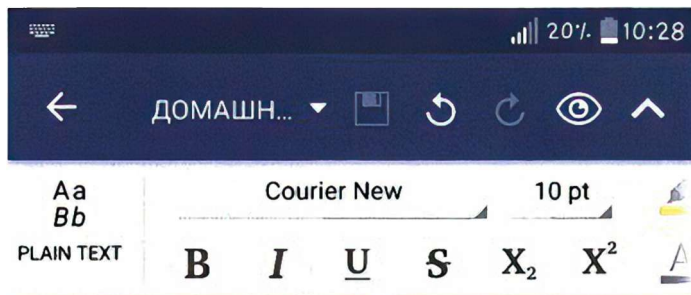 20% 10:28
ДОМАШН...
Aa Courier New 10 pt
Bb
PLAIN TEXT B I U S X₂ X² A